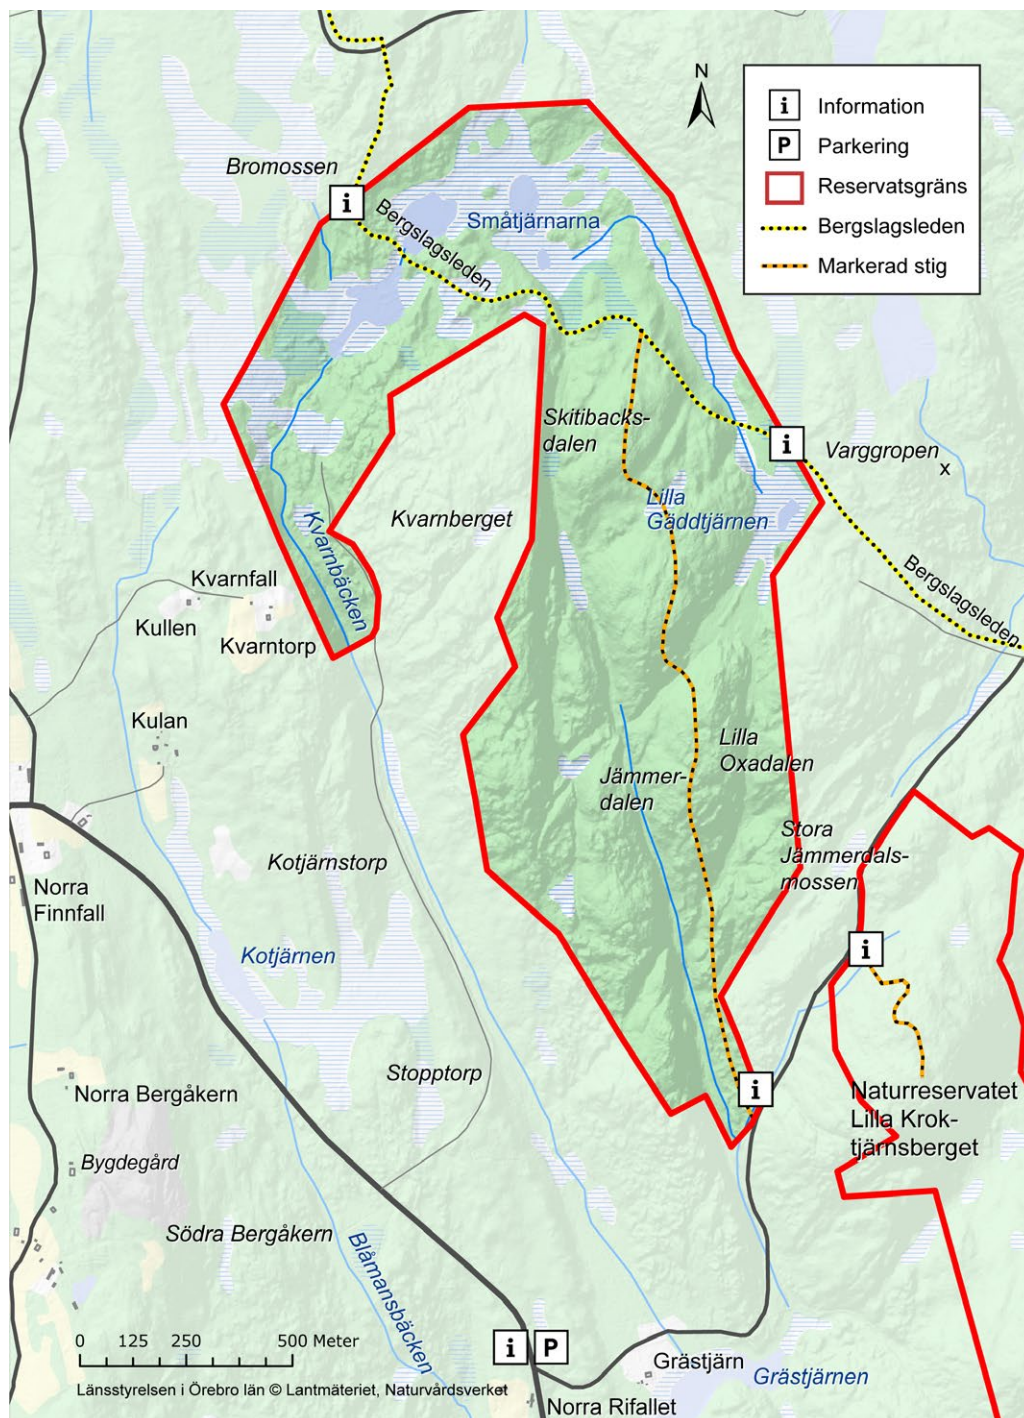 N
i Information
P Parkering
Reservatsgräns
Bergslagsleden
Markerad stig
Bromossen
i
Bergslagsleden
Småtjärnarna
Skitibacks-
dalen
i
Varggropen
x
Kvarnberget
Lilla
Gäddtjärnen
Kvarnbäcken
Bergslagsleden
Kvarnfall
Kullen
Kvarntorp
Kulan
Lilla
Oxadalen
Jämmer-
dalen
Stora
Jämmerdals-
mossen
Kotjärnstorp
Norra
Finnfall
Kotjärnen
i
Stopptorp
Norra Bergåkern
i
Naturreservatet
Lilla Krok-
tjärnsberget
Bygdegård
Södra Bergåkern
Blåmansbäcken
0 125 250 500 Meter
i P
Grästjärn
Grästjärnen
Länsstyrelsen i Örebro län © Lantmäteriet, Naturvårdsverket
Norra Rifallet